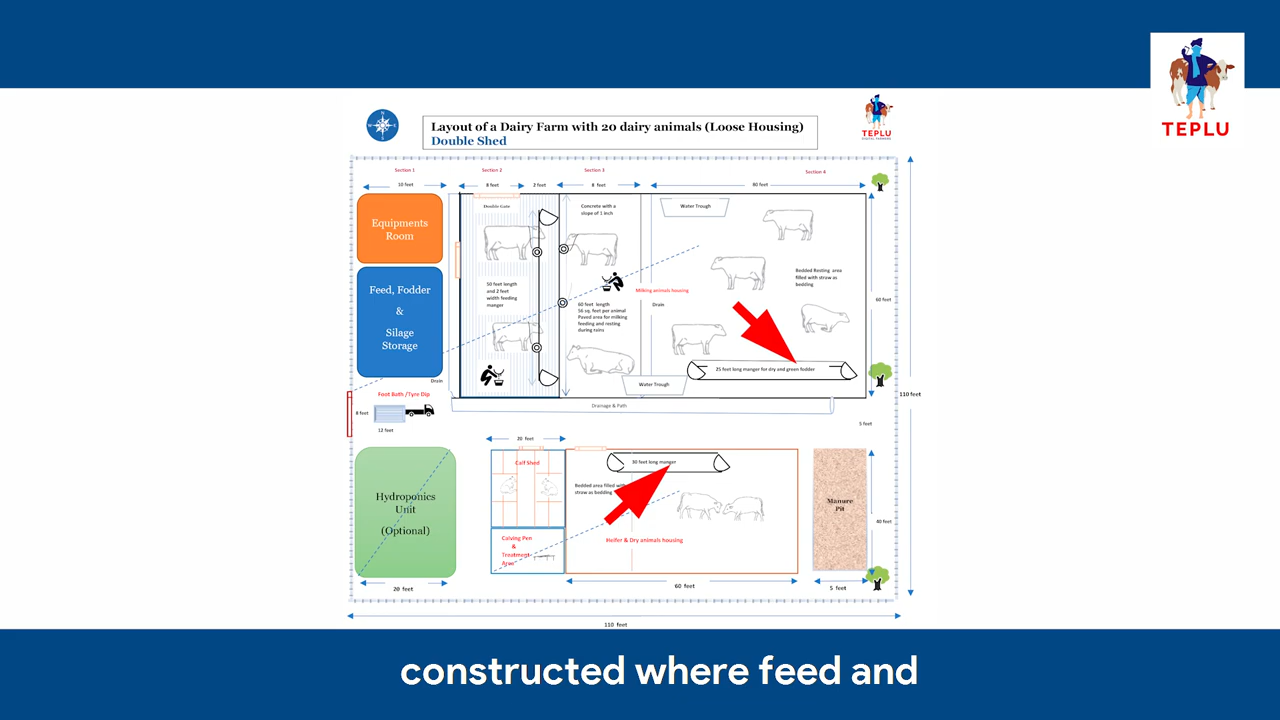 TEPLU
N
W
E
S
TEPLU
Layout of a Dairy Farm with 20 dairy animals (Loose Housing)
Double Shed
Section 1
Section 2
Section 3
Section 4
10 feet
8 feet
2 feet
8 feet
80 feet
Equipments
Room
Double Gate
Concrete with a
slope of 1 inch
Water Trough
Feed, Fodder
&
Silage
Storage
50 feet length
and 2 feet
width feeding
manger
60 feet length
56 sq. feet per animal
Paved area for milking
feeding and resting
during rains
Milking animals housing
Drain
Bedded Resting area
filled with straw as
bedding
60 feet
25 feet long manger for dry and green fodder
Water Trough
Drain
Foot Bath /Tyre Dip
8 feet
12 feet
Drainage & Path
5 feet
110 feet
20 feet
Calf Shed
30 feet long manger
Bedded area filled with
straw as bedding
Hydroponics
Unit
(Optional)
Calving Pen
&
Treatment
Area
Heifer & Dry animals housing
Manure
Pit
40 feet
20 feet
60 feet
5 feet
110 feet
constructed where feed and